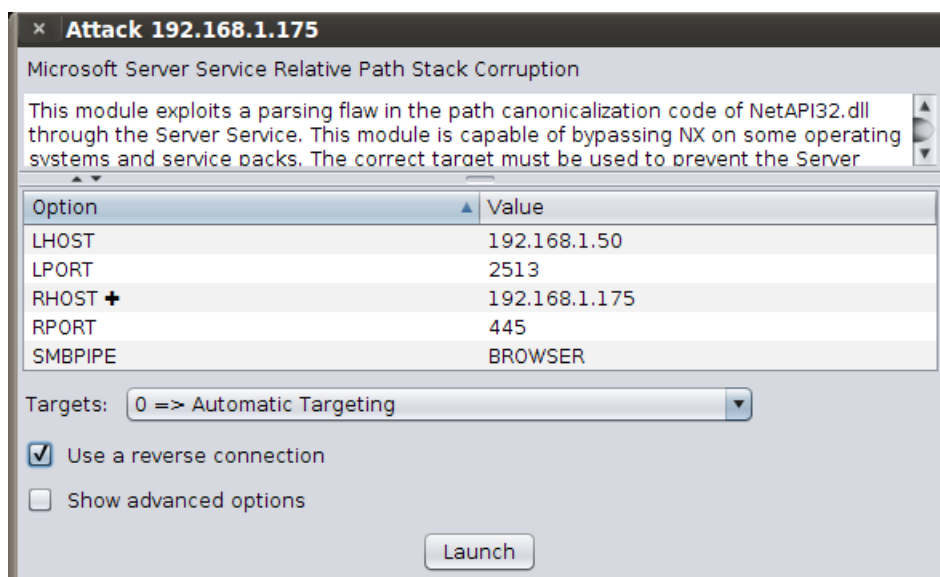 × Attack 192.168.1.175
Microsoft Server Service Relative Path Stack Corruption
This module exploits a parsing flaw in the path canonicalization code of NetAPI32.dll
through the Server Service. This module is capable of bypassing NX on some operating
systems and service packs. The correct target must be used to prevent the Server
Option Value
LHOST 192.168.1.50
LPORT 2513
RHOST ✚ 192.168.1.175
RPORT 445
SMBPIPE BROWSER
Targets: 0 => Automatic Targeting
Use a reverse connection
Show advanced options
Launch